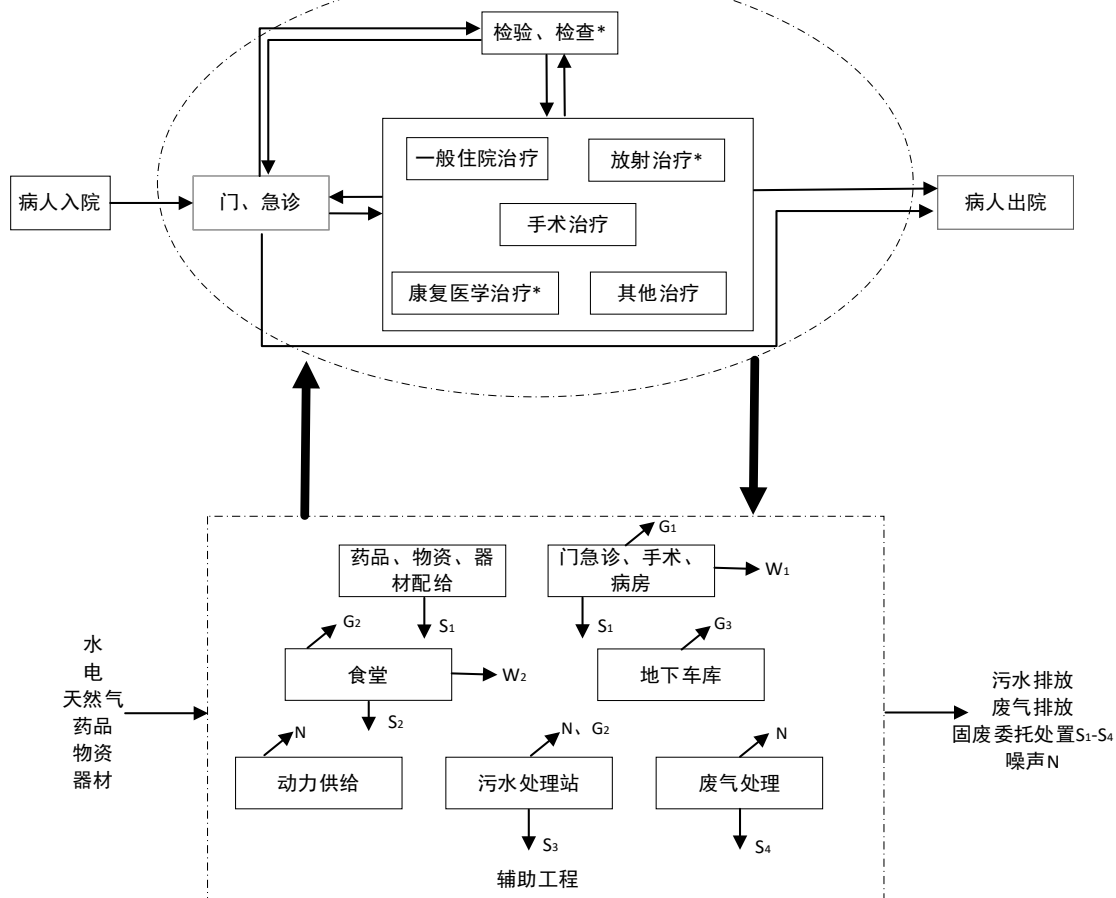 检验、检查*
一般住院治疗
放射治疗*
病人入院
门、急诊
手术治疗
病人出院
康复医学治疗*
其他治疗
G₁
药品、物资、器
材配给
门急诊、手术、
病房
W₁
S₁
S₁
G₂
G₃
水
电
天然气
药品
物资
器材
食堂
W₂
地下车库
S₂
污水排放
废气排放
固废委托处置S₁-S₄
噪声N
N
N、G₂
N
动力供给
污水处理站
废气处理
S₃
S₄
辅助工程